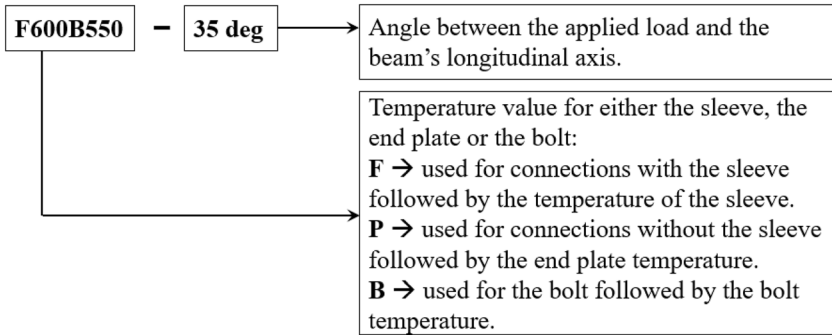 F600B550 – 35 deg
Angle between the applied load and the
beam's longitudinal axis.
Temperature value for either the sleeve, the
end plate or the bolt:
F → used for connections with the sleeve
followed by the temperature of the sleeve.
P → used for connections without the sleeve
followed by the end plate temperature.
B → used for the bolt followed by the bolt
temperature.